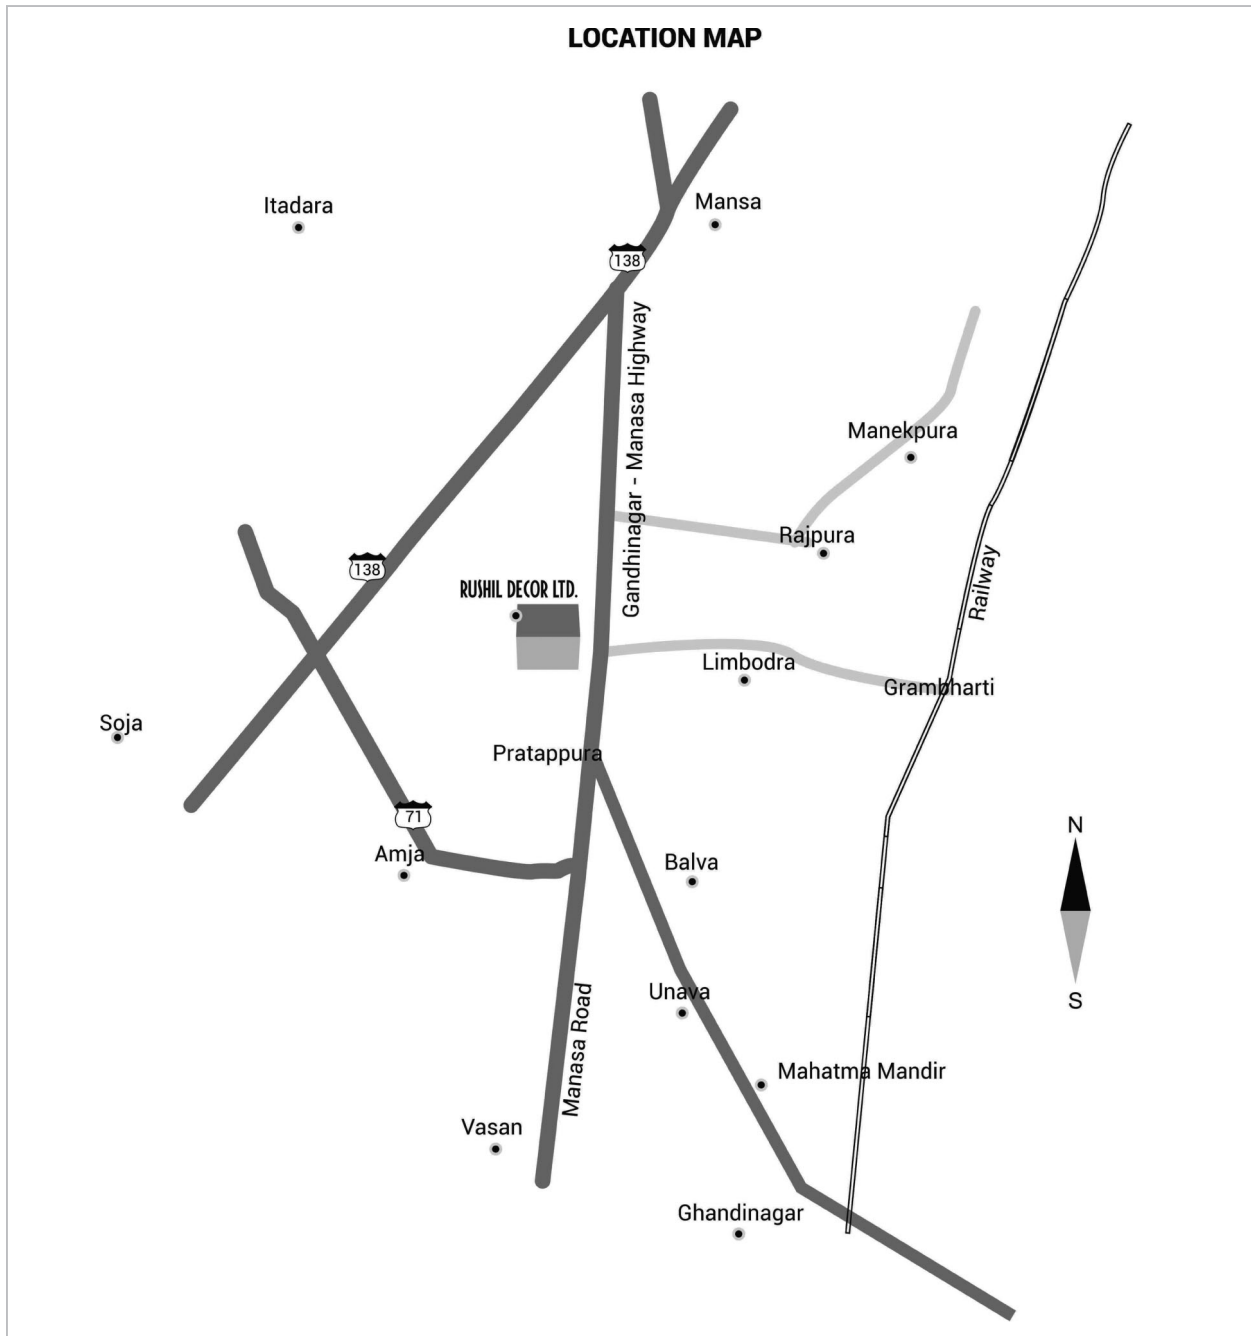 LOCATION MAP
Itadara
Mansa
138
Gandhinagar - Manasa Highway
Manekpura
Rajpura
138
RUSHIL DECOR LTD.
Railway
Limbodra
Grambharti
Soja
Pratappura
71
Amja
Balva
N
S
Unava
Manasa Road
Mahatma Mandir
Vasan
Ghandinagar